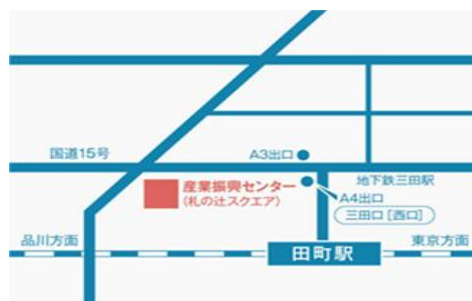 国道15号
A3出口
産業振興センター
(札の辻スクエア)
地下鉄三田駅
A4出口
三田口[西口]
品川方面
田町駅
東京方面